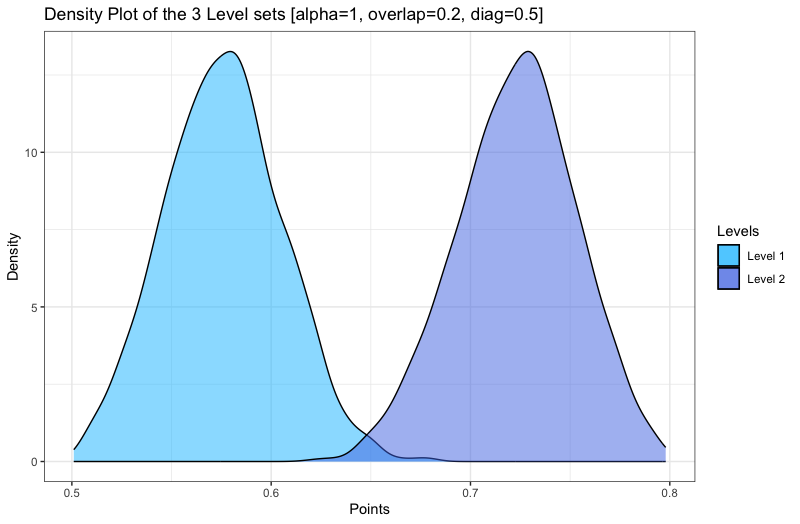 Density Plot of the 3 Level sets [alpha=1, overlap=0.2, diag=0.5]
Density
10
5
0
0.5 0.6 0.7 0.8
Points
Levels
Level 1
Level 2